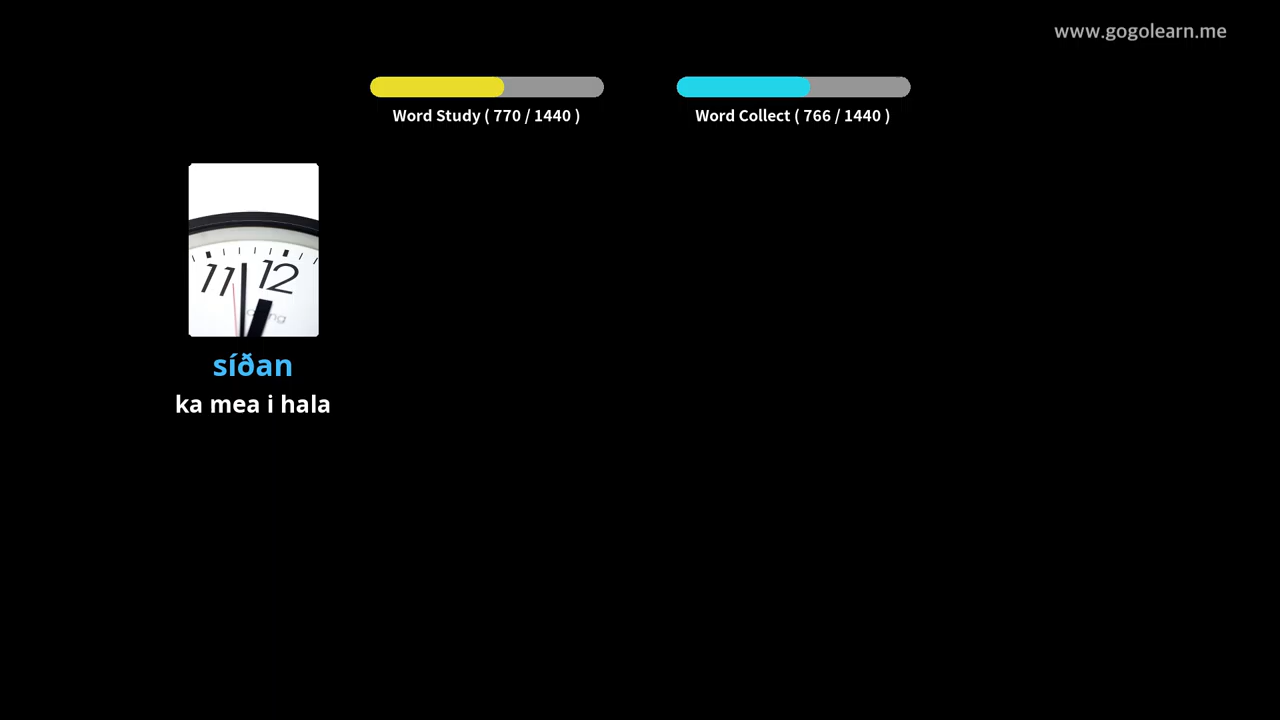 www.gogolearn.me
Word Study ( 770 / 1440 )
Word Collect ( 766 / 1440 )
11 12
síðan
ka mea i hala